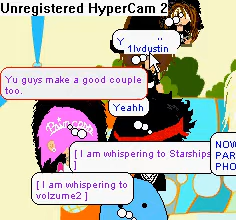 Unregistered HyperCam 2
Y
1lvdustin
Yu guys make a good couple
too.
Yeahh
[ I am whispering to Starships
[ I am whispering to
volzume2 ]
NOW
PAR
PHO